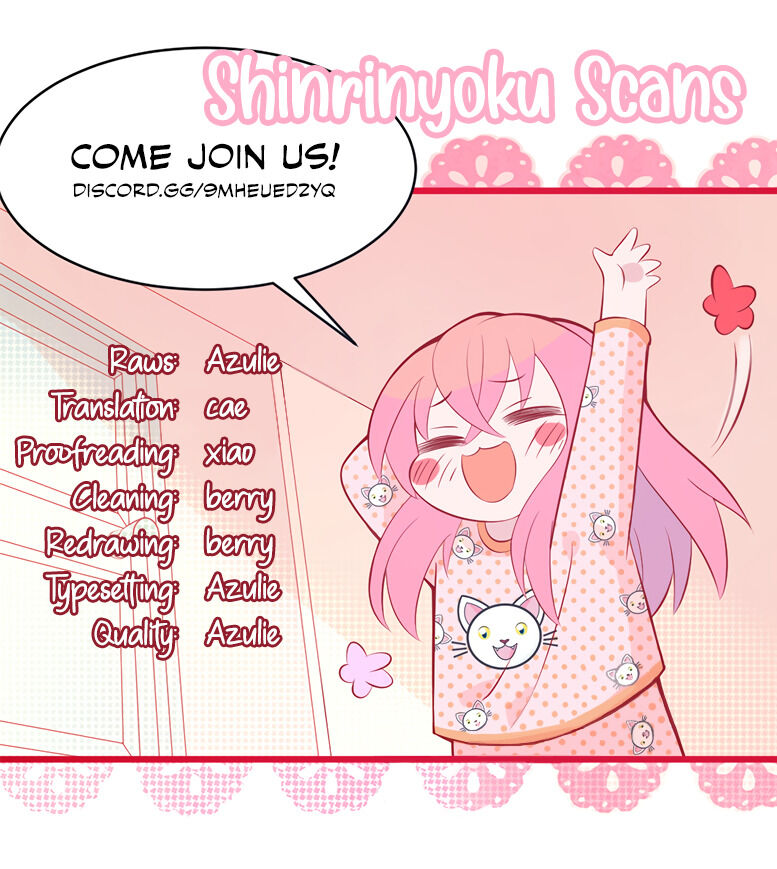 Shinrinyoku Scans
COME JOIN US!
DISCORD.GG/9MHEUEDZYQ
Raws: Azulie
Translation: cae
Proofreading: xiao
Cleaning: berry
Redrawing: berry
Typesetting: Azulie
Quality: Azulie